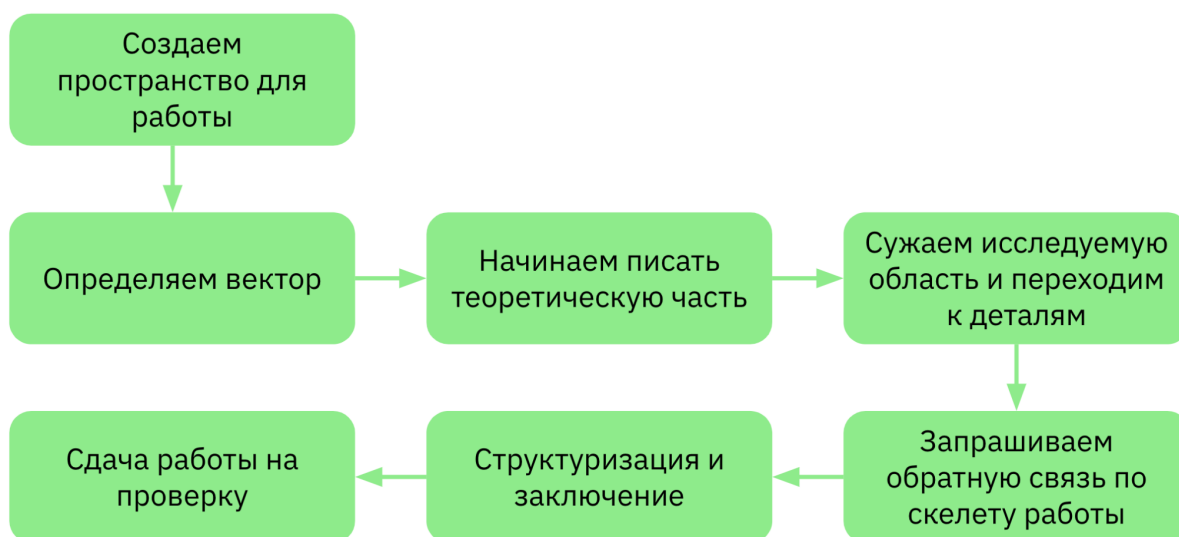 Создаем
пространство для
работы
Определяем вектор
Начинаем писать
теоретическую часть
Сужаем исследуемую
область и переходим
к деталям
Запрашиваем
обратную связь по
скелету работы
Структуризация и
заключение
Сдача работы на
проверку